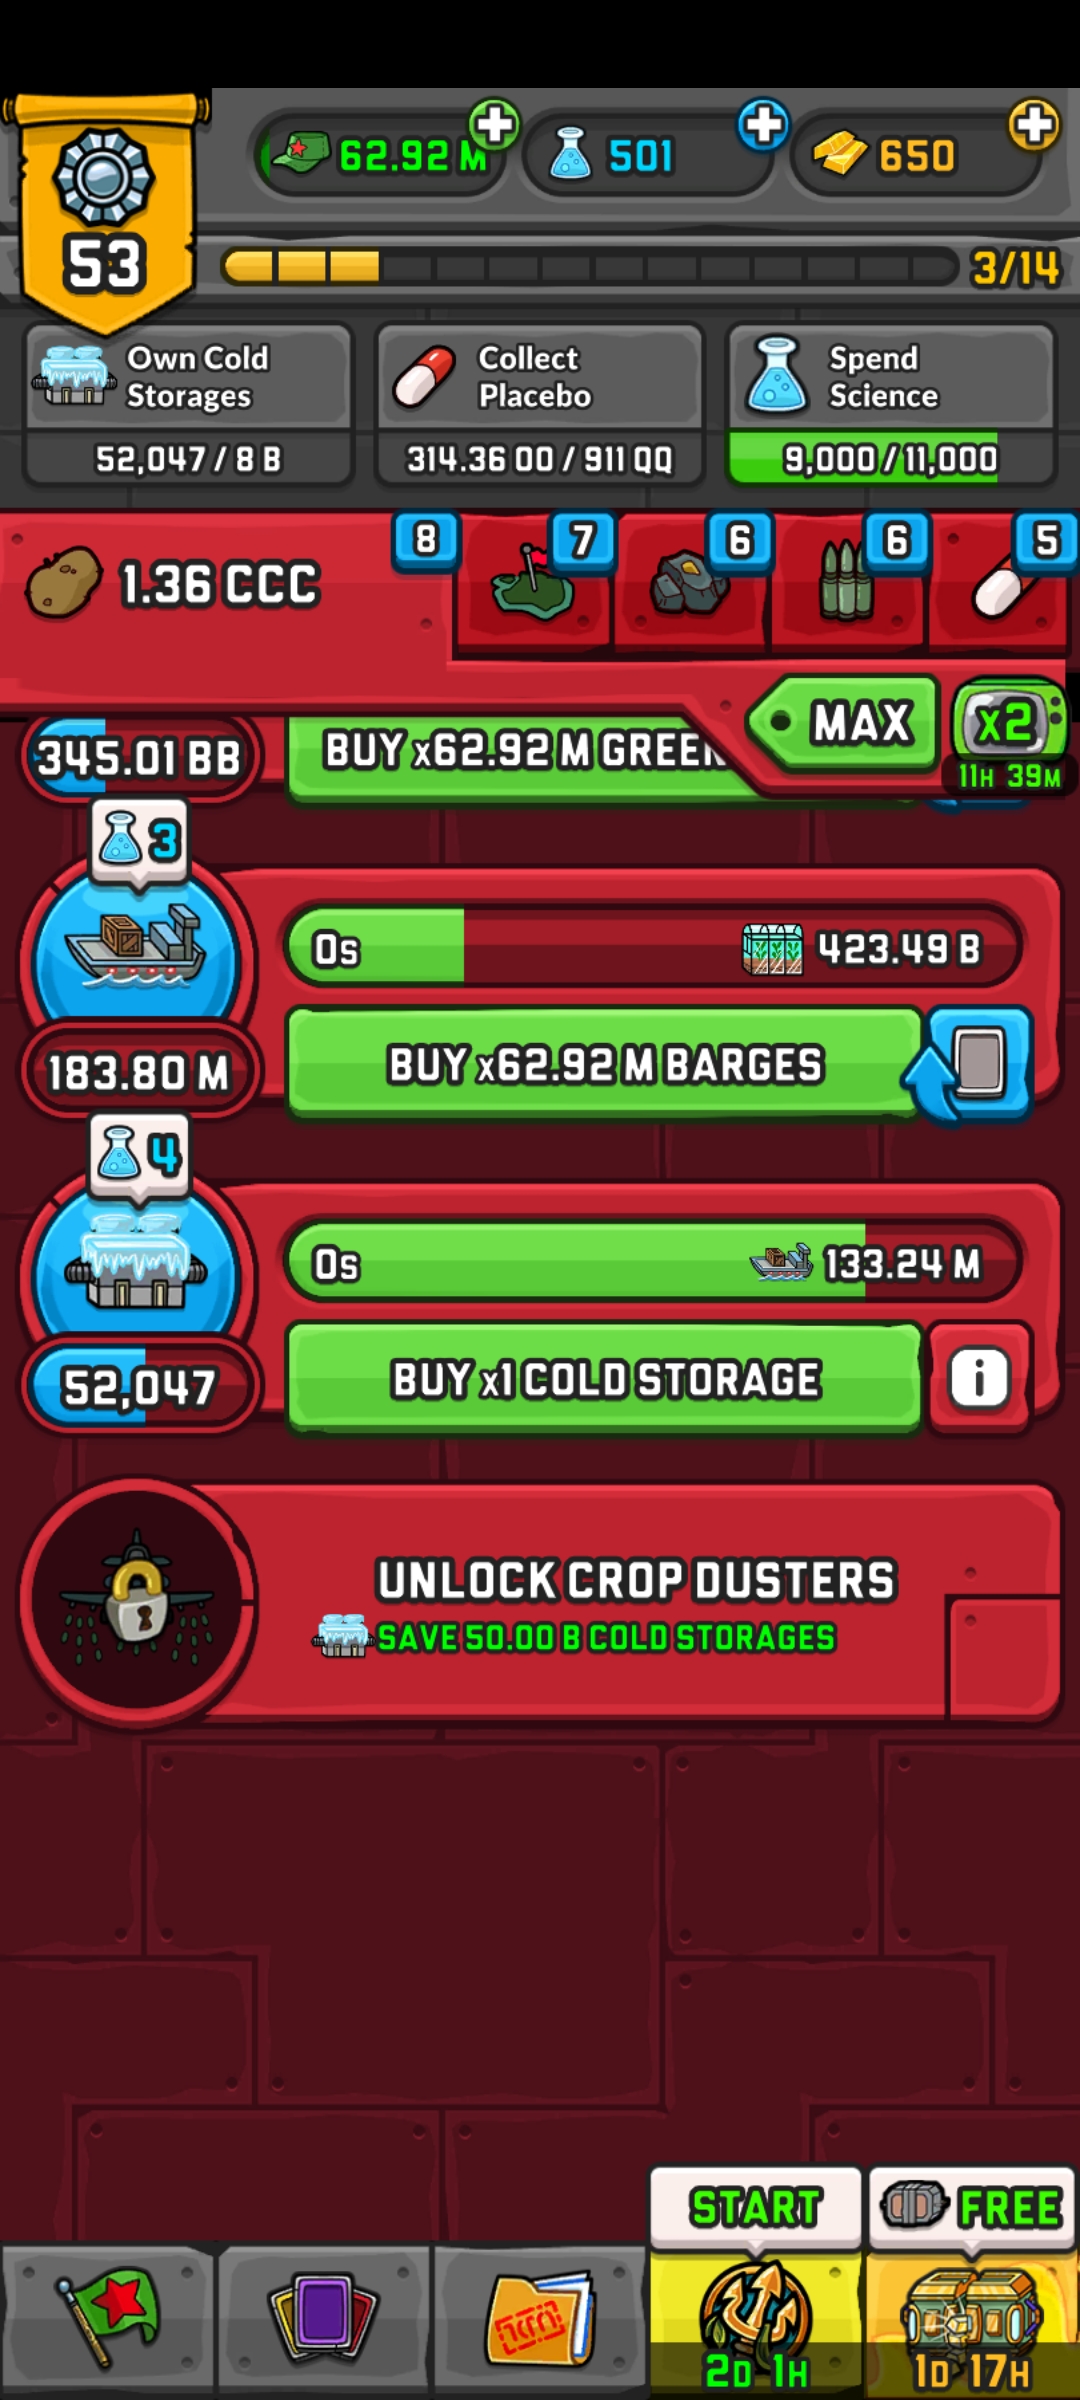 53
62.92 M
501
650
3/14
Own Cold
Storages
52,047 / 8 B
Collect
Placebo
314.36 OO / 911 QQ
Spend
Science
9,000 / 11,000
1.36 CCC
8
7
6
6
5
MAX
x2
11H 39M
345.01 BB
BUY x62.92 M GREEN
3
0s
423.49 B
183.80 M
BUY x62.92 M BARGES
4
0s
133.24 M
52,047
BUY x1 COLD STORAGE
i
UNLOCK CROP DUSTERS
SAVE 50.00 B COLD STORAGES
START
FREE
2D 1H
1D 17H